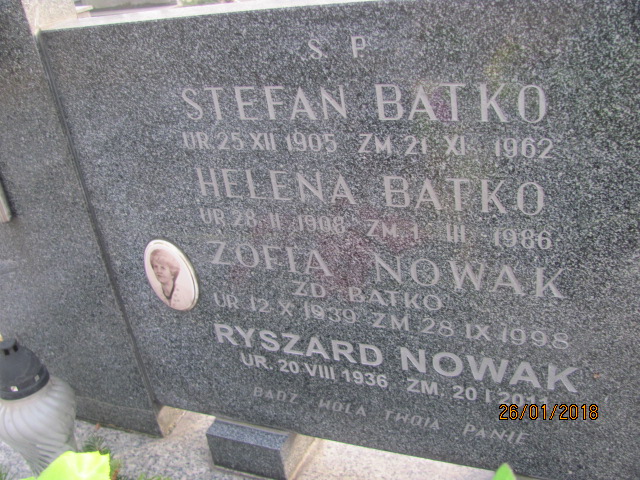 S P
STEFAN BATKO
UR. 25 XII 1905 ZM. 21 XI 1962
HELENA BATKO
UR. 28 II 1908 ZM. 1 III 1986
ZOFIA NOWAK
ZD. BATKO
UR 12 X 1939 ZM 28 IX 1998
RYSZARD NOWAK
UR. 20 VIII 1936 ZM. 20 I
BĄDŹ WOLA TWOJA PANIE
26/01/2018